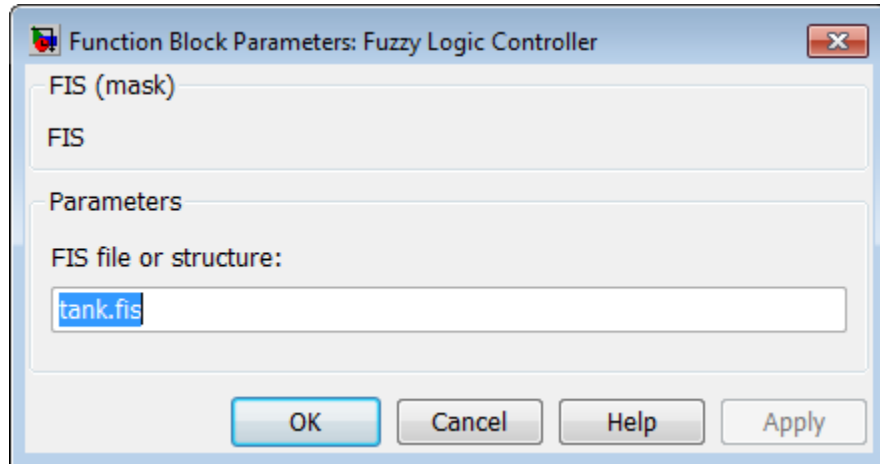 Function Block Parameters: Fuzzy Logic Controller
FIS (mask)
FIS
Parameters
FIS file or structure:
tank.fis
OK Cancel Help Apply